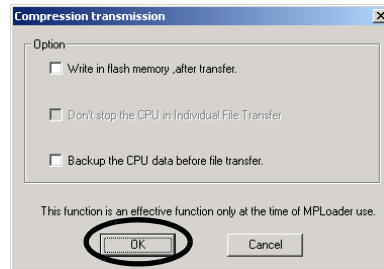 Compression transmission
Option
Write in flash memory ,after transfer.
Don't stop the CPU in Individual File Transfer
Backup the CPU data before file transfer.
This function is an effective function only at the time of MPLoader use.
OK
Cancel